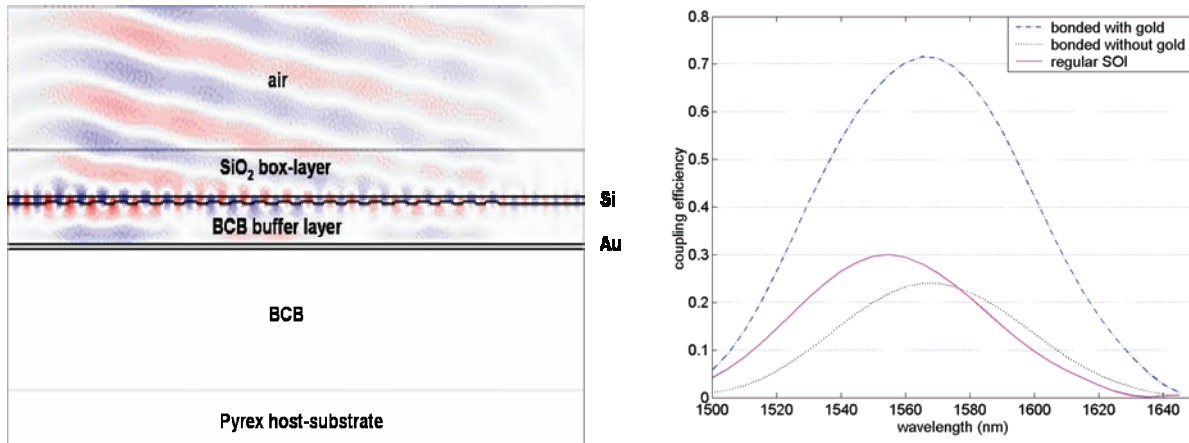 air
SiO₂ box-layer
Si
BCB buffer layer
Au
BCB
Pyrex host-substrate
0.8
0.7
0.6
0.5
0.4
0.3
0.2
0.1
0
coupling efficiency
bonded with gold
bonded without gold
regular SOI
1500 1520 1540 1560 1580 1600 1620 1640
wavelength (nm)